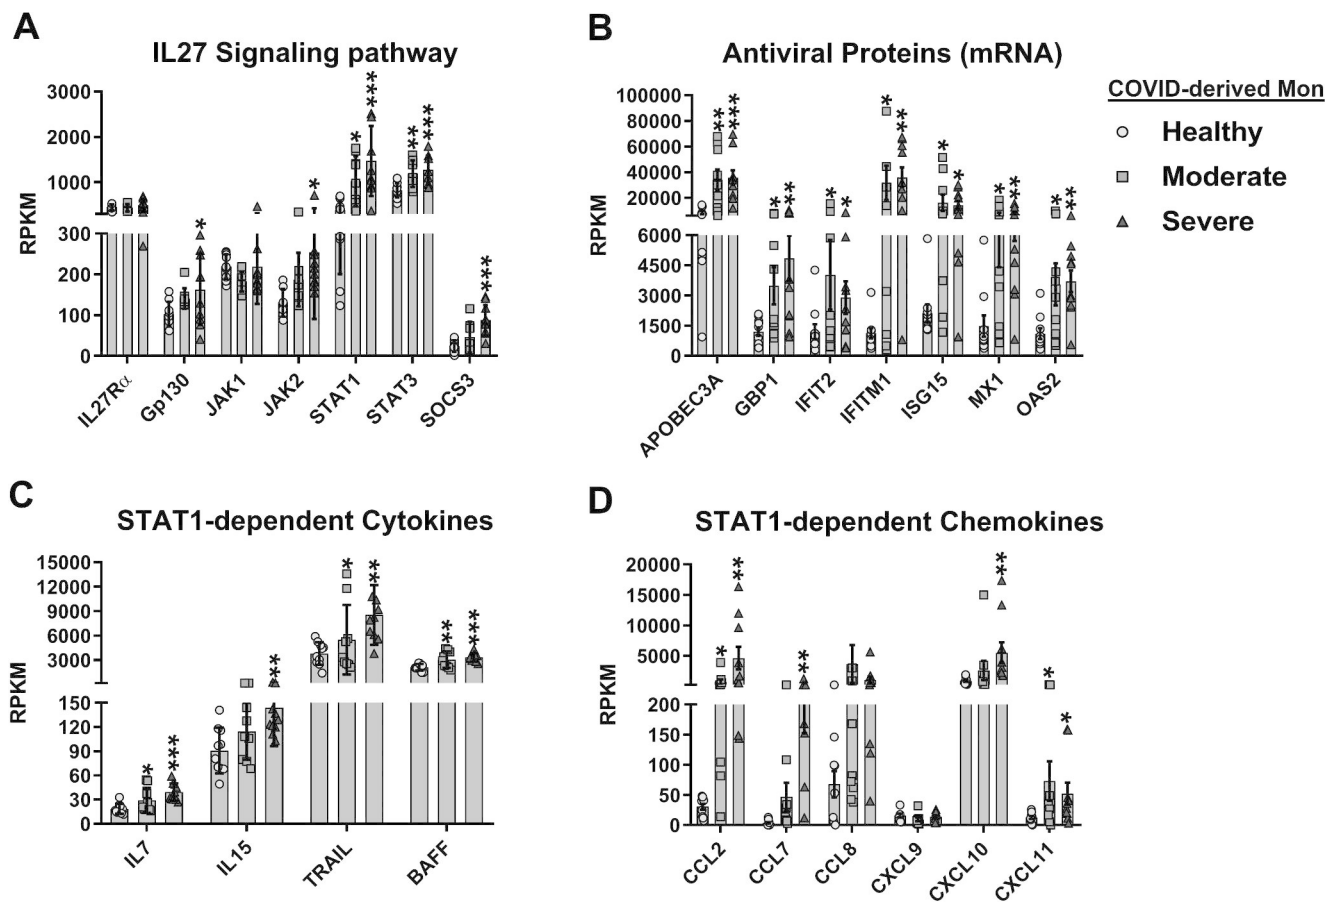 A
IL27 Signaling pathway
RPKM
3000
2000
1000
300
200
100
0
* *** * * *** ** *** ***
IL27Rα Gp130 JAK1 JAK2 STAT1 STAT3 SOCS3
B
Antiviral Proteins (mRNA)
RPKM
100000
80000
60000
40000
20000
6000
4500
3000
1500
0
** *** * ** * * * ** * * * *** * **
APOBEC3A GBP1 IFIT2 IFITM1 ISG15 MX1 OAS2
COVID-derived Mon
Healthy
Moderate
Severe
C
STAT1-dependent Cytokines
RPKM
15000
12000
9000
6000
3000
150
120
90
60
30
0
* *** ** * ** ** ***
IL7 IL15 TRAIL BAFF
D
STAT1-dependent Chemokines
RPKM
20000
15000
10000
5000
200
150
100
50
0
* ** ** ** * *
CCL2 CCL7 CCL8 CXCL9 CXCL10 CXCL11